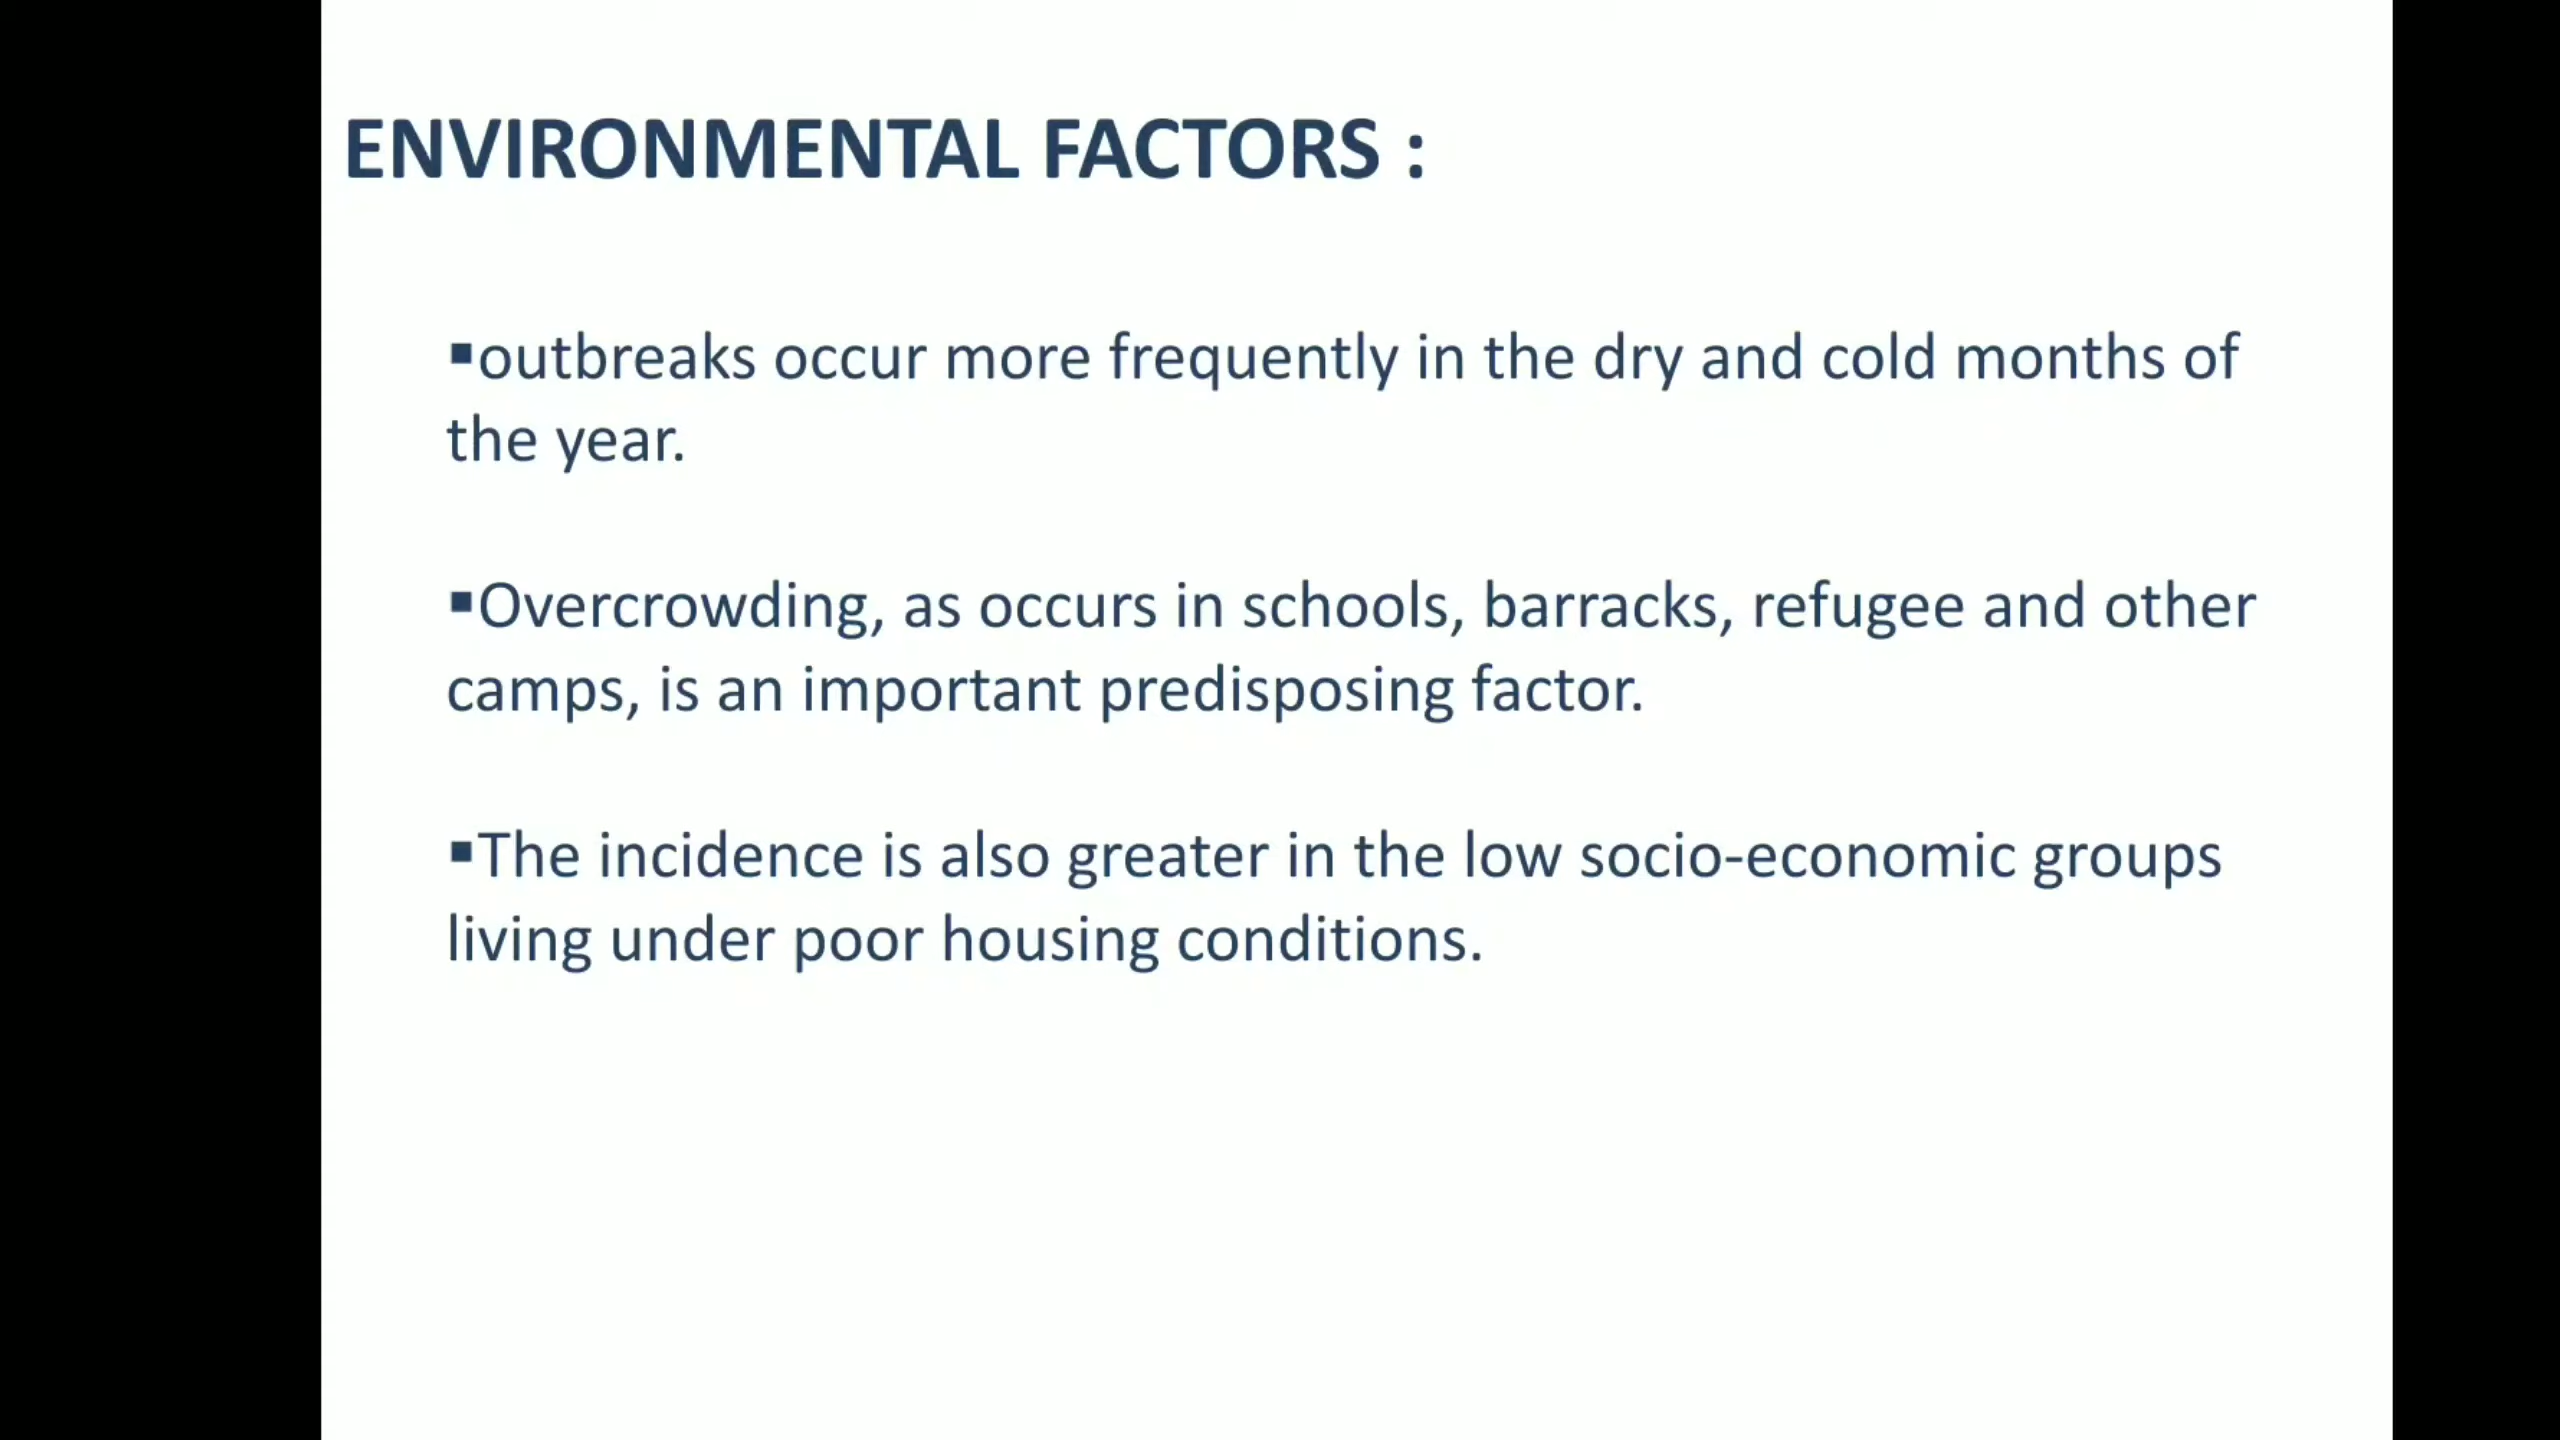 ENVIRONMENTAL FACTORS :
▪outbreaks occur more frequently in the dry and cold months of
the year.
▪Overcrowding, as occurs in schools, barracks, refugee and other
camps, is an important predisposing factor.
▪The incidence is also greater in the low socio-economic groups
living under poor housing conditions.